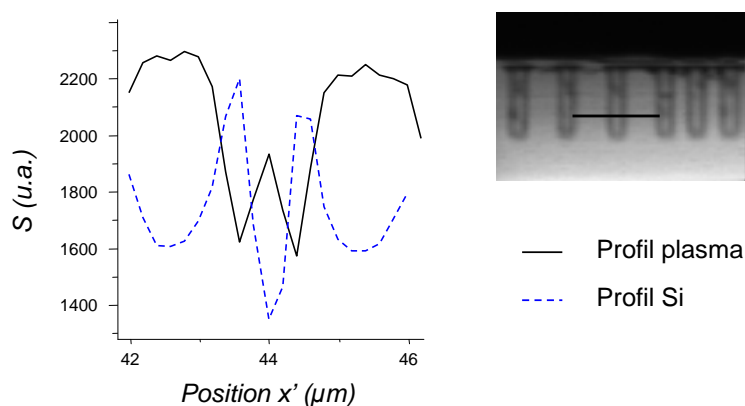 2200
2000
1800
1600
1400
S (u.a.)
42
44
46
Position x’ (µm)
Profil plasma
Profil Si